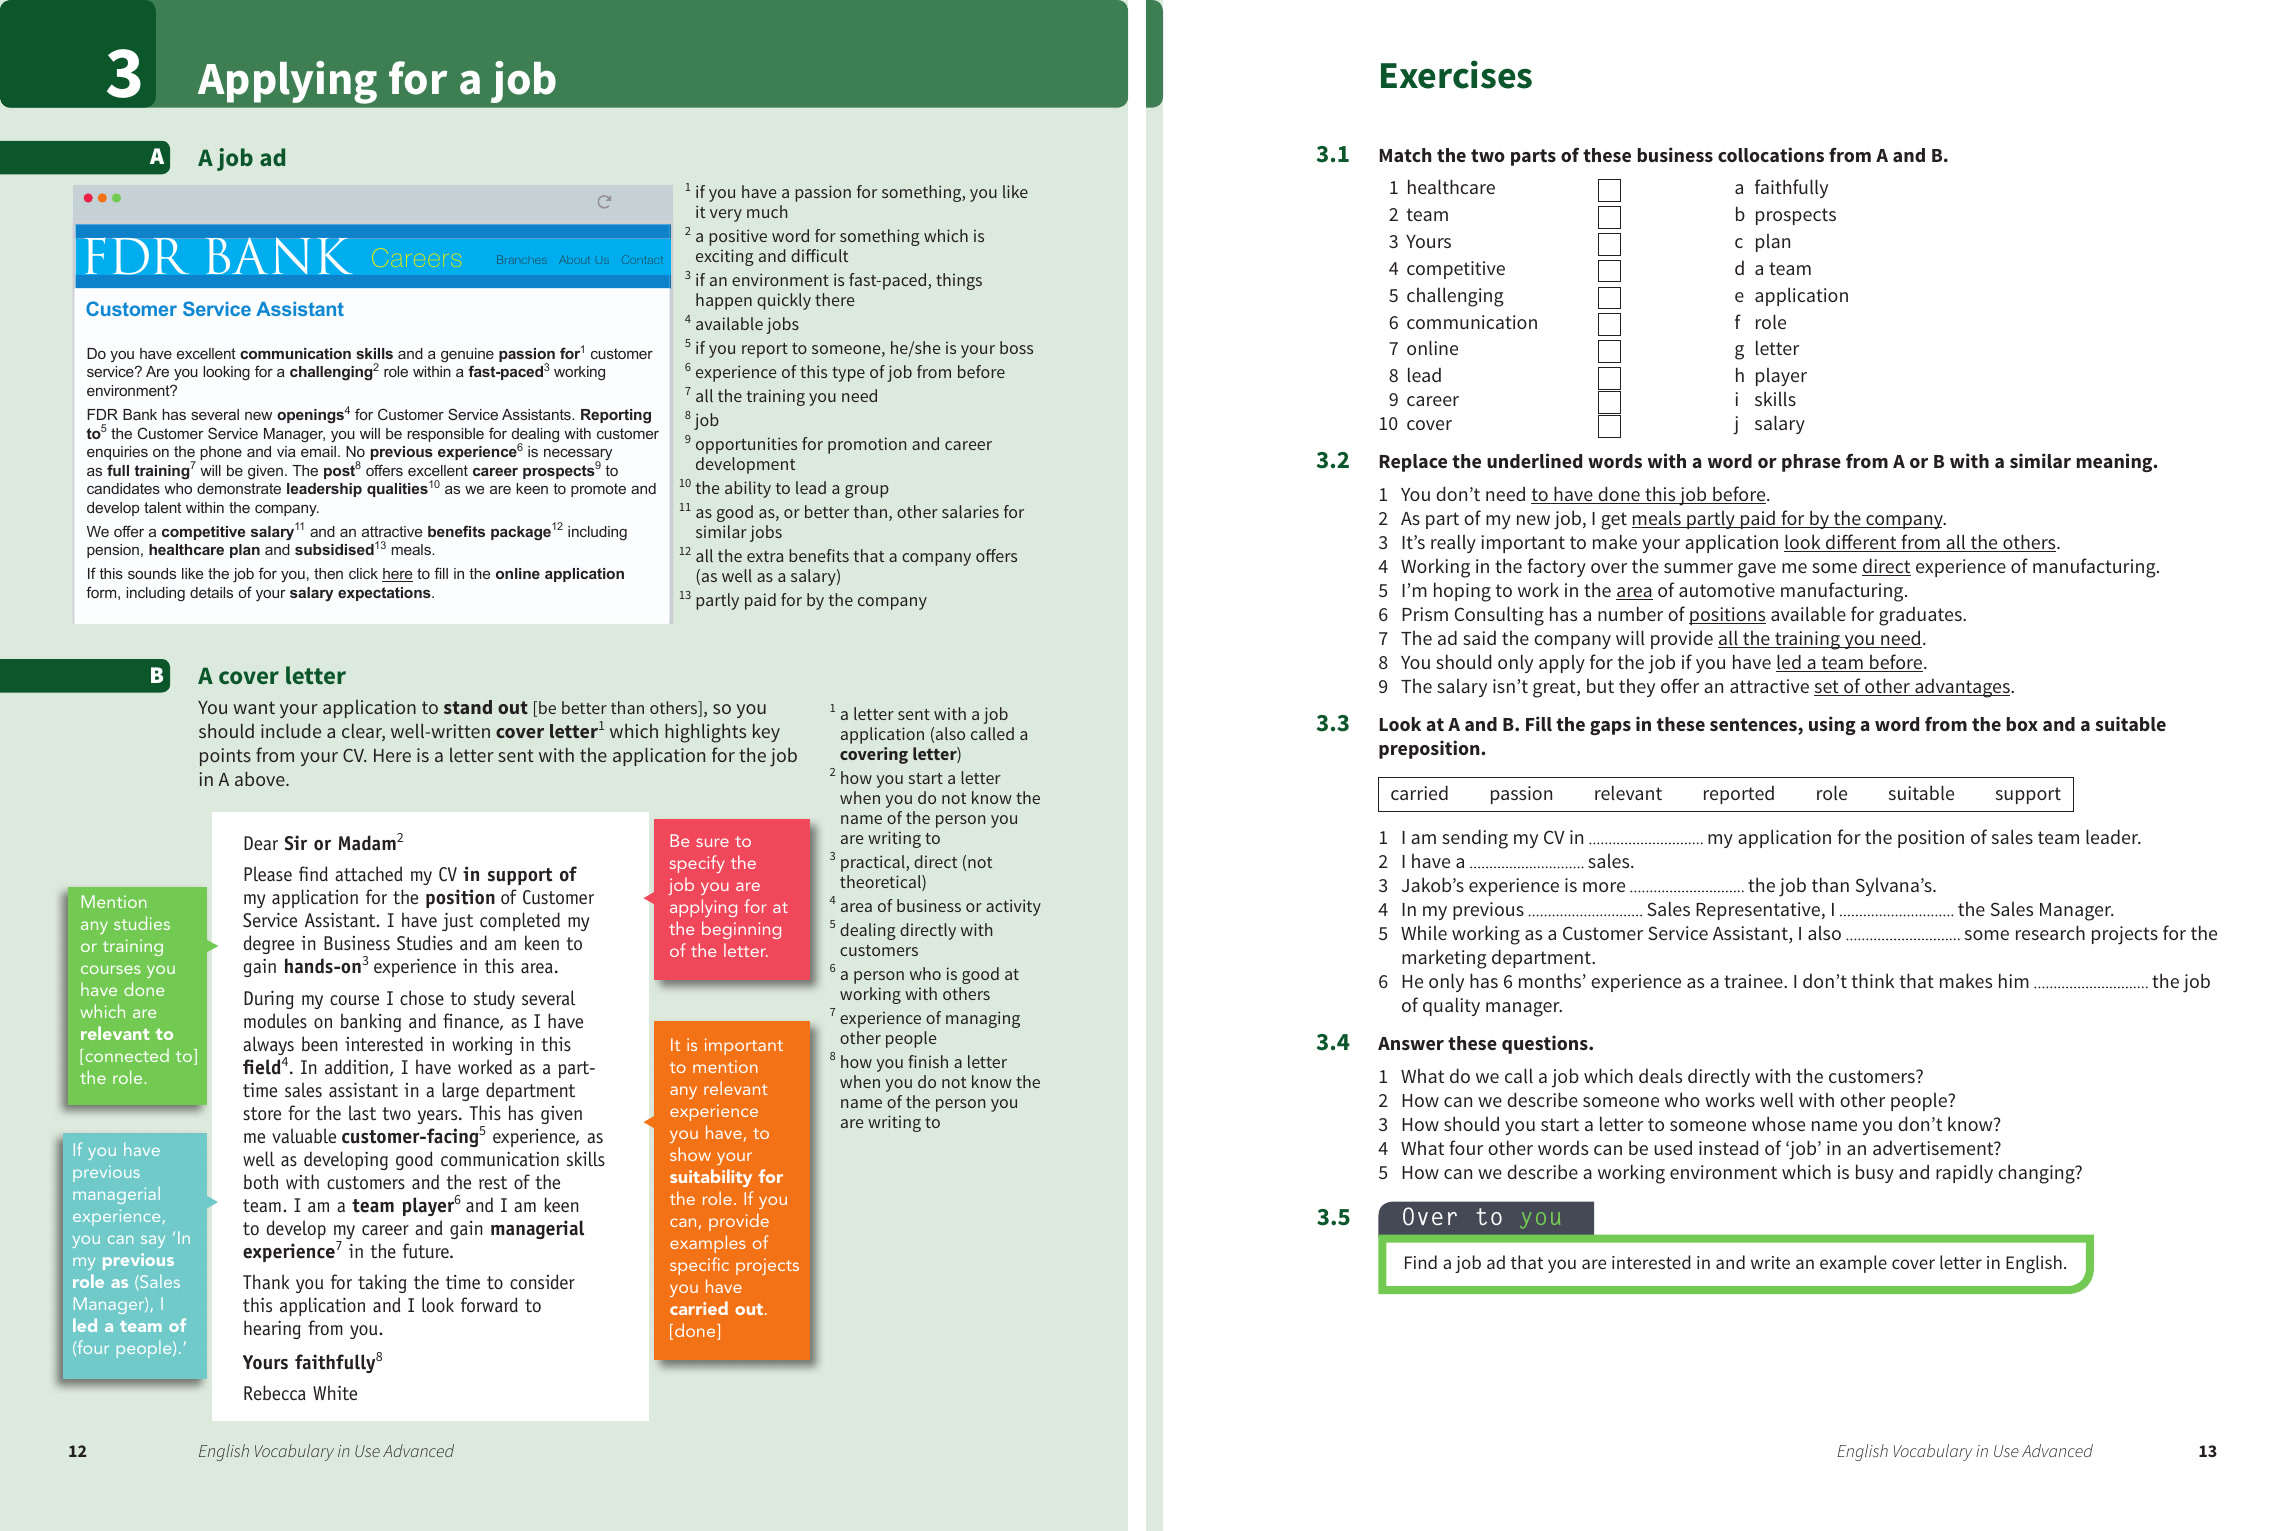 3 Applying for a job
A A job ad
FDR BANK Careers Branches About Us Contact
Customer Service Assistant
Do you have excellent communication skills and a genuine passion for1 customer
service? Are you looking for a challenging2 role within a fast-paced3 working
environment?
FDR Bank has several new openings4 for Customer Service Assistants. Reporting
to5 the Customer Service Manager, you will be responsible for dealing with customer
enquiries on the phone and via email. No previous experience6 is necessary
as full training7 will be given. The post8 offers excellent career prospects9 to
candidates who demonstrate leadership qualities10 as we are keen to promote and
develop talent within the company.
We offer a competitive salary11 and an attractive benefits package12 including
pension, healthcare plan and subsidised13 meals.
If this sounds like the job for you, then click here to fill in the online application
form, including details of your salary expectations.
1 if you have a passion for something, you like
it very much
2 a positive word for something which is
exciting and difficult
3 if an environment is fast-paced, things
happen quickly there
4 available jobs
5 if you report to someone, he/she is your boss
6 experience of this type of job from before
7 all the training you need
8 job
9 opportunities for promotion and career
development
10 the ability to lead a group
11 as good as, or better than, other salaries for
similar jobs
12 all the extra benefits that a company offers
(as well as a salary)
13 partly paid for by the company
B A cover letter
You want your application to stand out [be better than others], so you
should include a clear, well-written cover letter1 which highlights key
points from your CV. Here is a letter sent with the application for the job
in A above.
Dear Sir or Madam2
Please find attached my CV in support of
my application for the position of Customer
Service Assistant. I have just completed my
degree in Business Studies and am keen to
gain hands-on3 experience in this area.
During my course I chose to study several
modules on banking and finance, as I have
always been interested in working in this
field4. In addition, I have worked as a part-
time sales assistant in a large department
store for the last two years. This has given
me valuable customer-facing5 experience, as
well as developing good communication skills
both with customers and the rest of the
team. I am a team player6 and I am keen
to develop my career and gain managerial
experience7 in the future.
Thank you for taking the time to consider
this application and I look forward to
hearing from you.
Yours faithfully8
Rebecca White
Mention
any studies
or training
courses you
have done
which are
relevant to
[connected to]
the role.
If you have
previous
managerial
experience,
you can say ‘In
my previous
role as (Sales
Manager), I
led a team of
(four people).’
Be sure to
specify the
job you are
applying for at
the beginning
of the letter.
It is important
to mention
any relevant
experience
you have, to
show your
suitability for
the role. If you
can, provide
examples of
specific projects
you have
carried out.
[done]
1 a letter sent with a job
application (also called a
covering letter)
2 how you start a letter
when you do not know the
name of the person you
are writing to
3 practical, direct (not
theoretical)
4 area of business or activity
5 dealing directly with
customers
6 a person who is good at
working with others
7 experience of managing
other people
8 how you finish a letter
when you do not know the
name of the person you
are writing to
12 English Vocabulary in Use Advanced
Exercises
3.1 Match the two parts of these business collocations from A and B.
1 healthcare a faithfully
2 team b prospects
3 Yours c plan
4 competitive d a team
5 challenging e application
6 communication f role
7 online g letter
8 lead h player
9 career i skills
10 cover j salary
3.2 Replace the underlined words with a word or phrase from A or B with a similar meaning.
1 You don’t need to have done this job before.
2 As part of my new job, I get meals partly paid for by the company.
3 It’s really important to make your application look different from all the others.
4 Working in the factory over the summer gave me some direct experience of manufacturing.
5 I’m hoping to work in the area of automotive manufacturing.
6 Prism Consulting has a number of positions available for graduates.
7 The ad said the company will provide all the training you need.
8 You should only apply for the job if you have led a team before.
9 The salary isn’t great, but they offer an attractive set of other advantages.
3.3 Look at A and B. Fill the gaps in these sentences, using a word from the box and a suitable
preposition.
carried passion relevant reported role suitable support
1 I am sending my CV in ............................. my application for the position of sales team leader.
2 I have a ............................. sales.
3 Jakob’s experience is more ............................. the job than Sylvana’s.
4 In my previous ............................. Sales Representative, I ............................. the Sales Manager.
5 While working as a Customer Service Assistant, I also ............................. some research projects for the
marketing department.
6 He only has 6 months’ experience as a trainee. I don’t think that makes him ............................. the job
of quality manager.
3.4 Answer these questions.
1 What do we call a job which deals directly with the customers?
2 How can we describe someone who works well with other people?
3 How should you start a letter to someone whose name you don’t know?
4 What four other words can be used instead of ‘job’ in an advertisement?
5 How can we describe a working environment which is busy and rapidly changing?
3.5 Over to you
Find a job ad that you are interested in and write an example cover letter in English.
English Vocabulary in Use Advanced 13